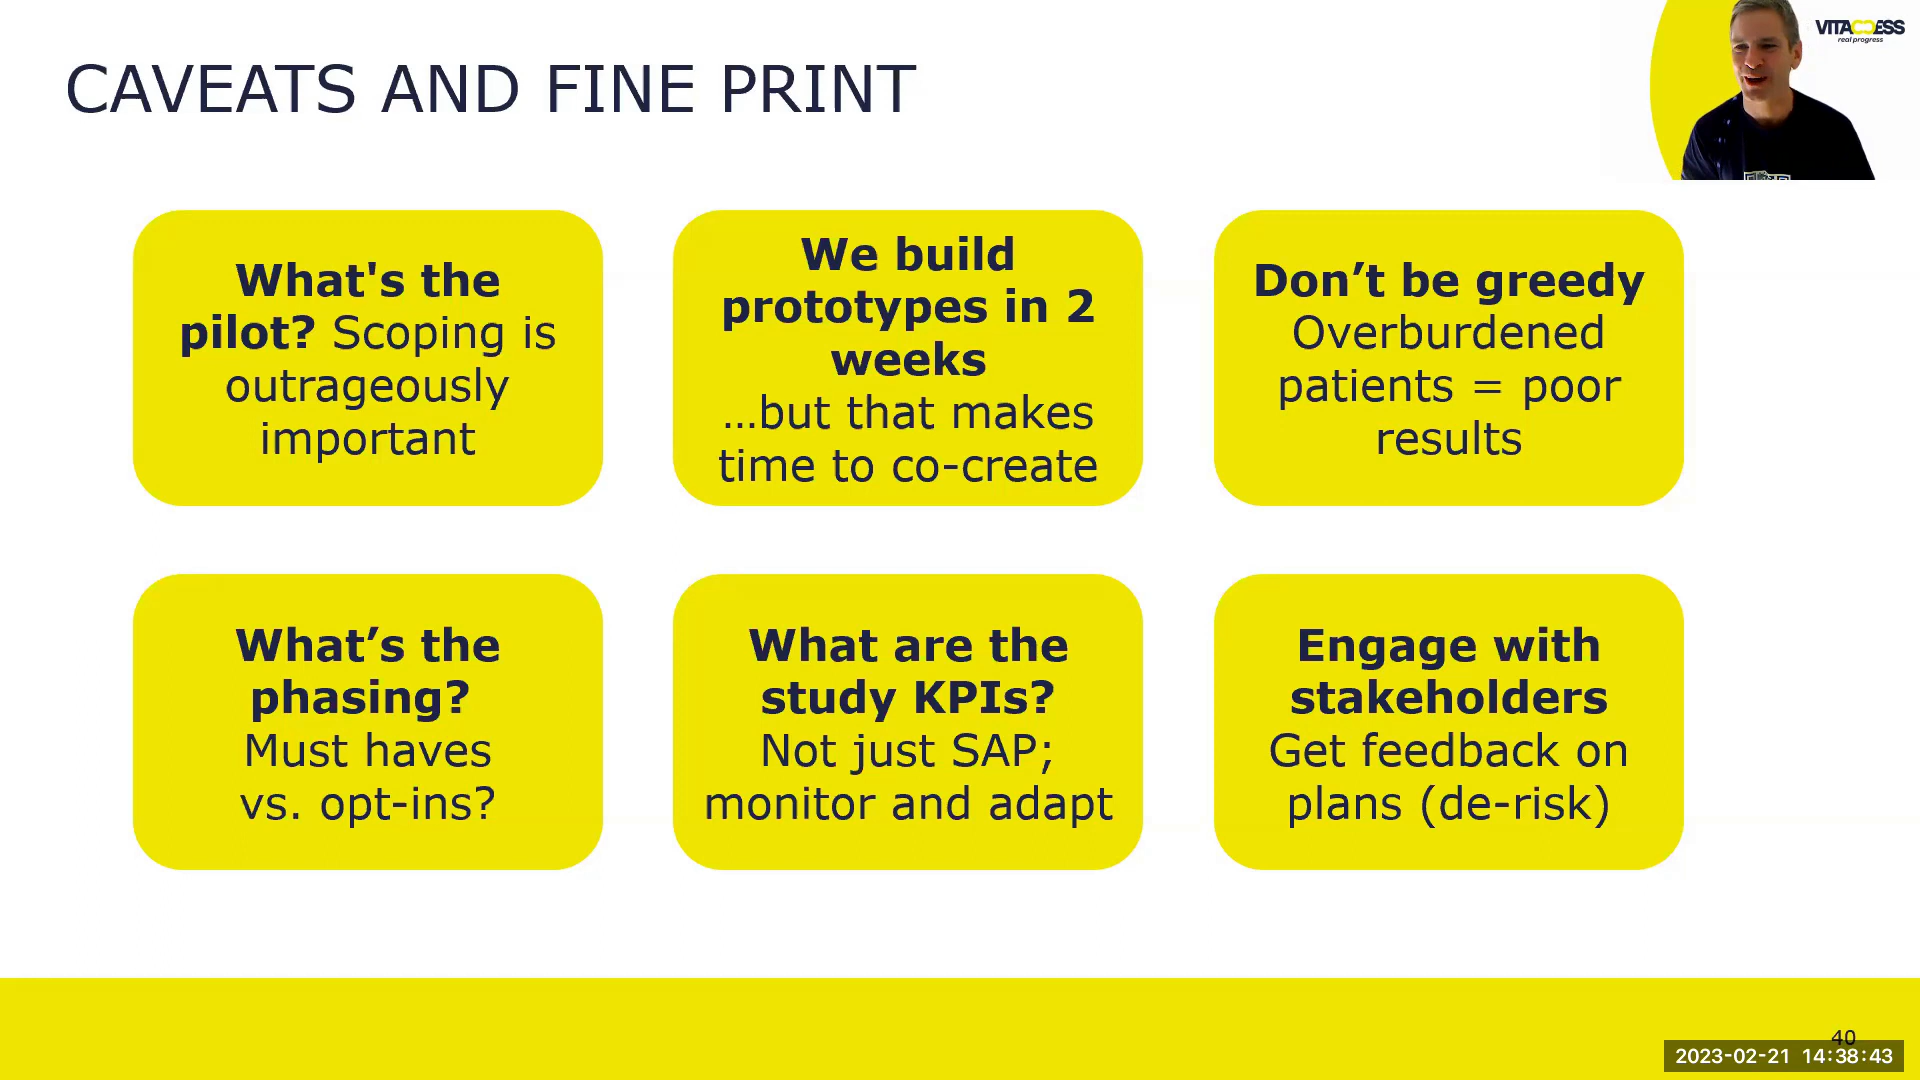 CAVEATS AND FINE PRINT
VITACCESS
real progress
What's the
pilot? Scoping is
outrageously
important
We build
prototypes in 2
weeks
...but that makes
time to co-create
Don’t be greedy
Overburdened
patients = poor
results
What’s the
phasing?
Must haves
vs. opt-ins?
What are the
study KPIs?
Not just SAP;
monitor and adapt
Engage with
stakeholders
Get feedback on
plans (de-risk)
40
2023-02-21 14:38:43